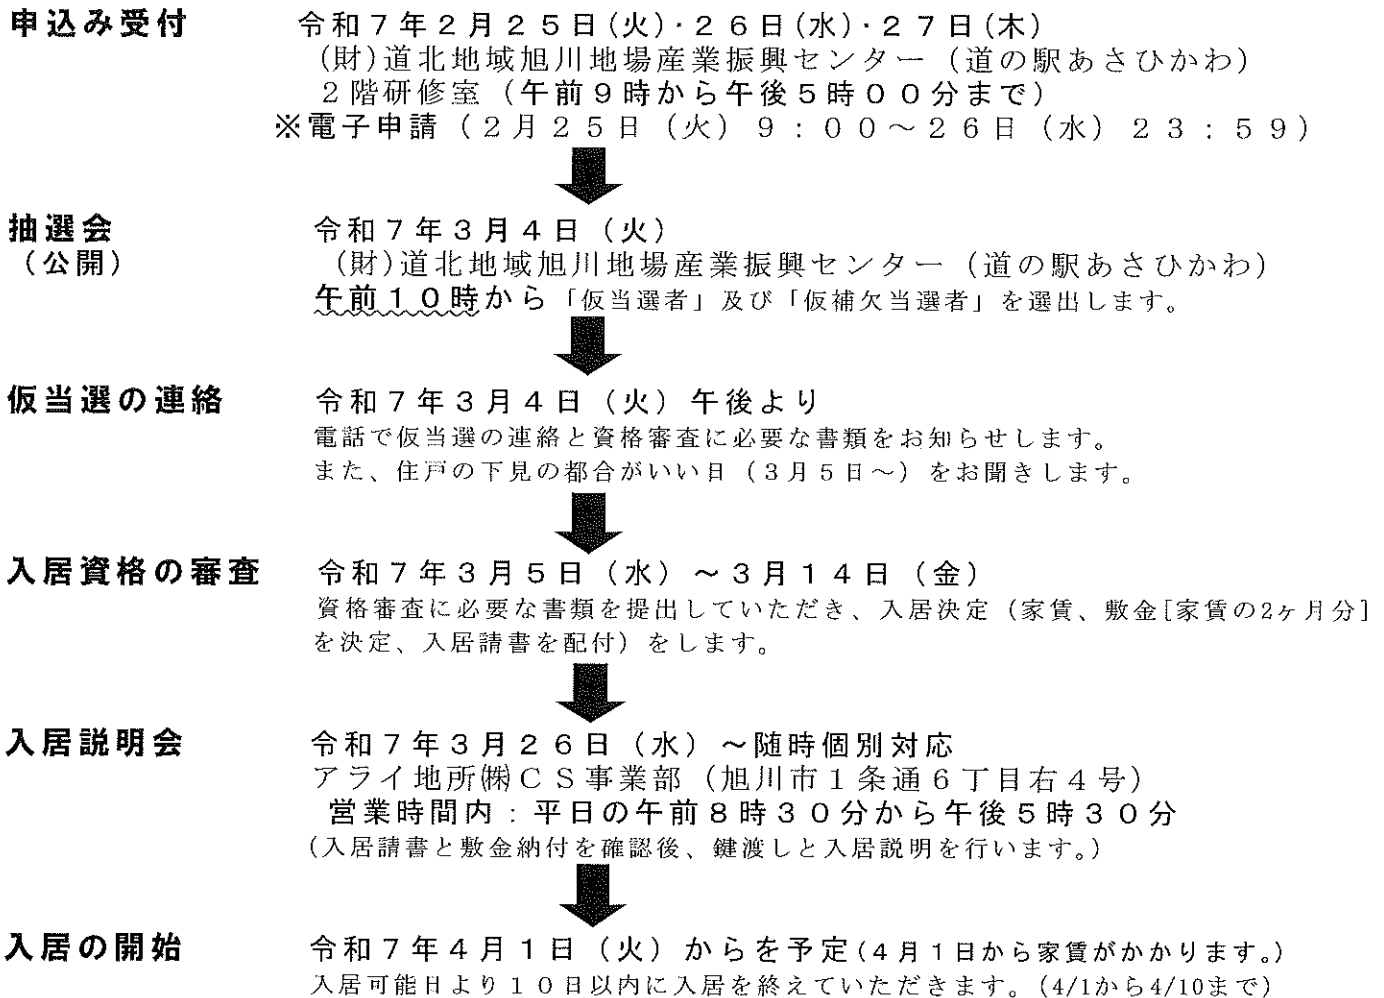 申込み受付 令和７年２月２５日(火)・２６日(水)・２７日(木)
(財)道北地域旭川地場産業振興センター（道の駅あさひかわ）
２階研修室（午前９時から午後５時００分まで）
※電子申請（２月２５日（火）９：００～２６日（水）２３：５９）
抽選会 令和７年３月４日（火）
（公開） (財)道北地域旭川地場産業振興センター（道の駅あさひかわ）
午前１０時から「仮当選者」及び「仮補欠当選者」を選出します。
仮当選の連絡 令和７年３月４日（火）午後より
電話で仮当選の連絡と資格審査に必要な書類をお知らせします。
また、住戸の下見の都合がいい日（３月５日～）をお聞きします。
入居資格の審査 令和７年３月５日（水）～３月１４日（金）
資格審査に必要な書類を提出していただき、入居決定（家賃、敷金[家賃の2ヶ月分]
を決定、入居請書を配付）をします。
入居説明会 令和７年３月２６日（水）～随時個別対応
アライ地所㈱ＣＳ事業部（旭川市１条通６丁目右４号）
営業時間内：平日の午前８時３０分から午後５時３０分
(入居請書と敷金納付を確認後、鍵渡しと入居説明を行います。)
入居の開始 令和７年４月１日（火）からを予定(４月１日から家賃がかかります。)
入居可能日より１０日以内に入居を終えていただきます。(4/1から4/10まで)